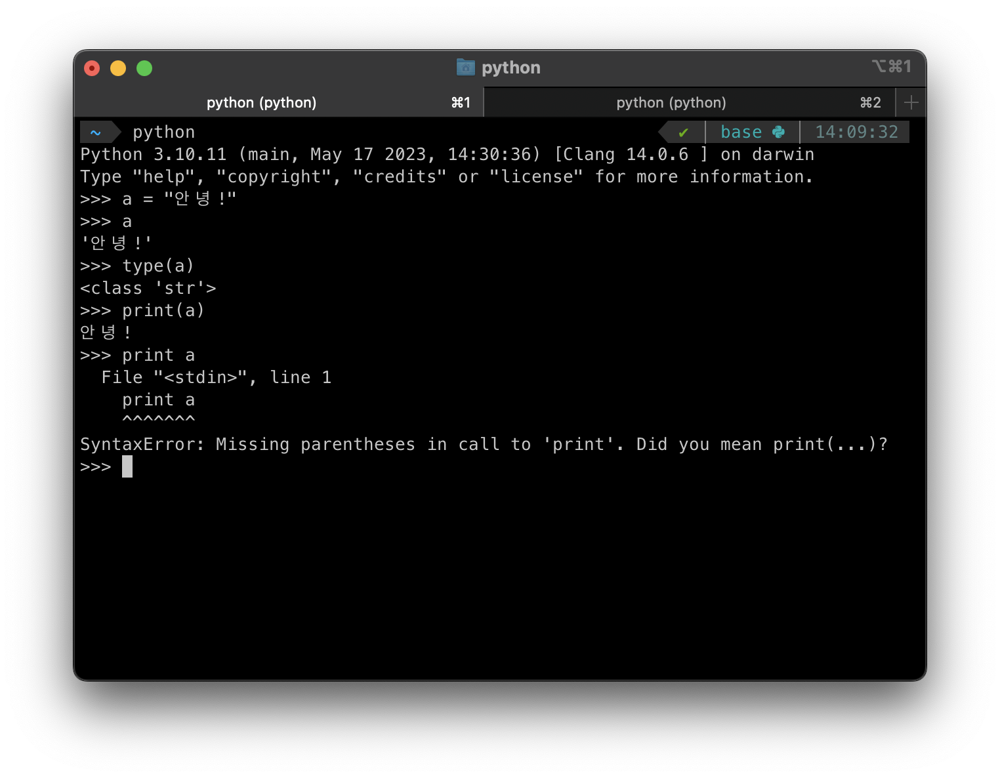 python
⌥⌘1
python (python) ⌘1
python (python) ⌘2
~ python ✔ base 14:09:32
Python 3.10.11 (main, May 17 2023, 14:30:36) [Clang 14.0.6 ] on darwin
Type "help", "copyright", "credits" or "license" for more information.
>>> a = "안녕!"
>>> a
'안녕!'
>>> type(a)
<class 'str'>
>>> print(a)
안녕!
>>> print a
  File "<stdin>", line 1
    print a
    ^^^^^^^
SyntaxError: Missing parentheses in call to 'print'. Did you mean print(...)?
>>>